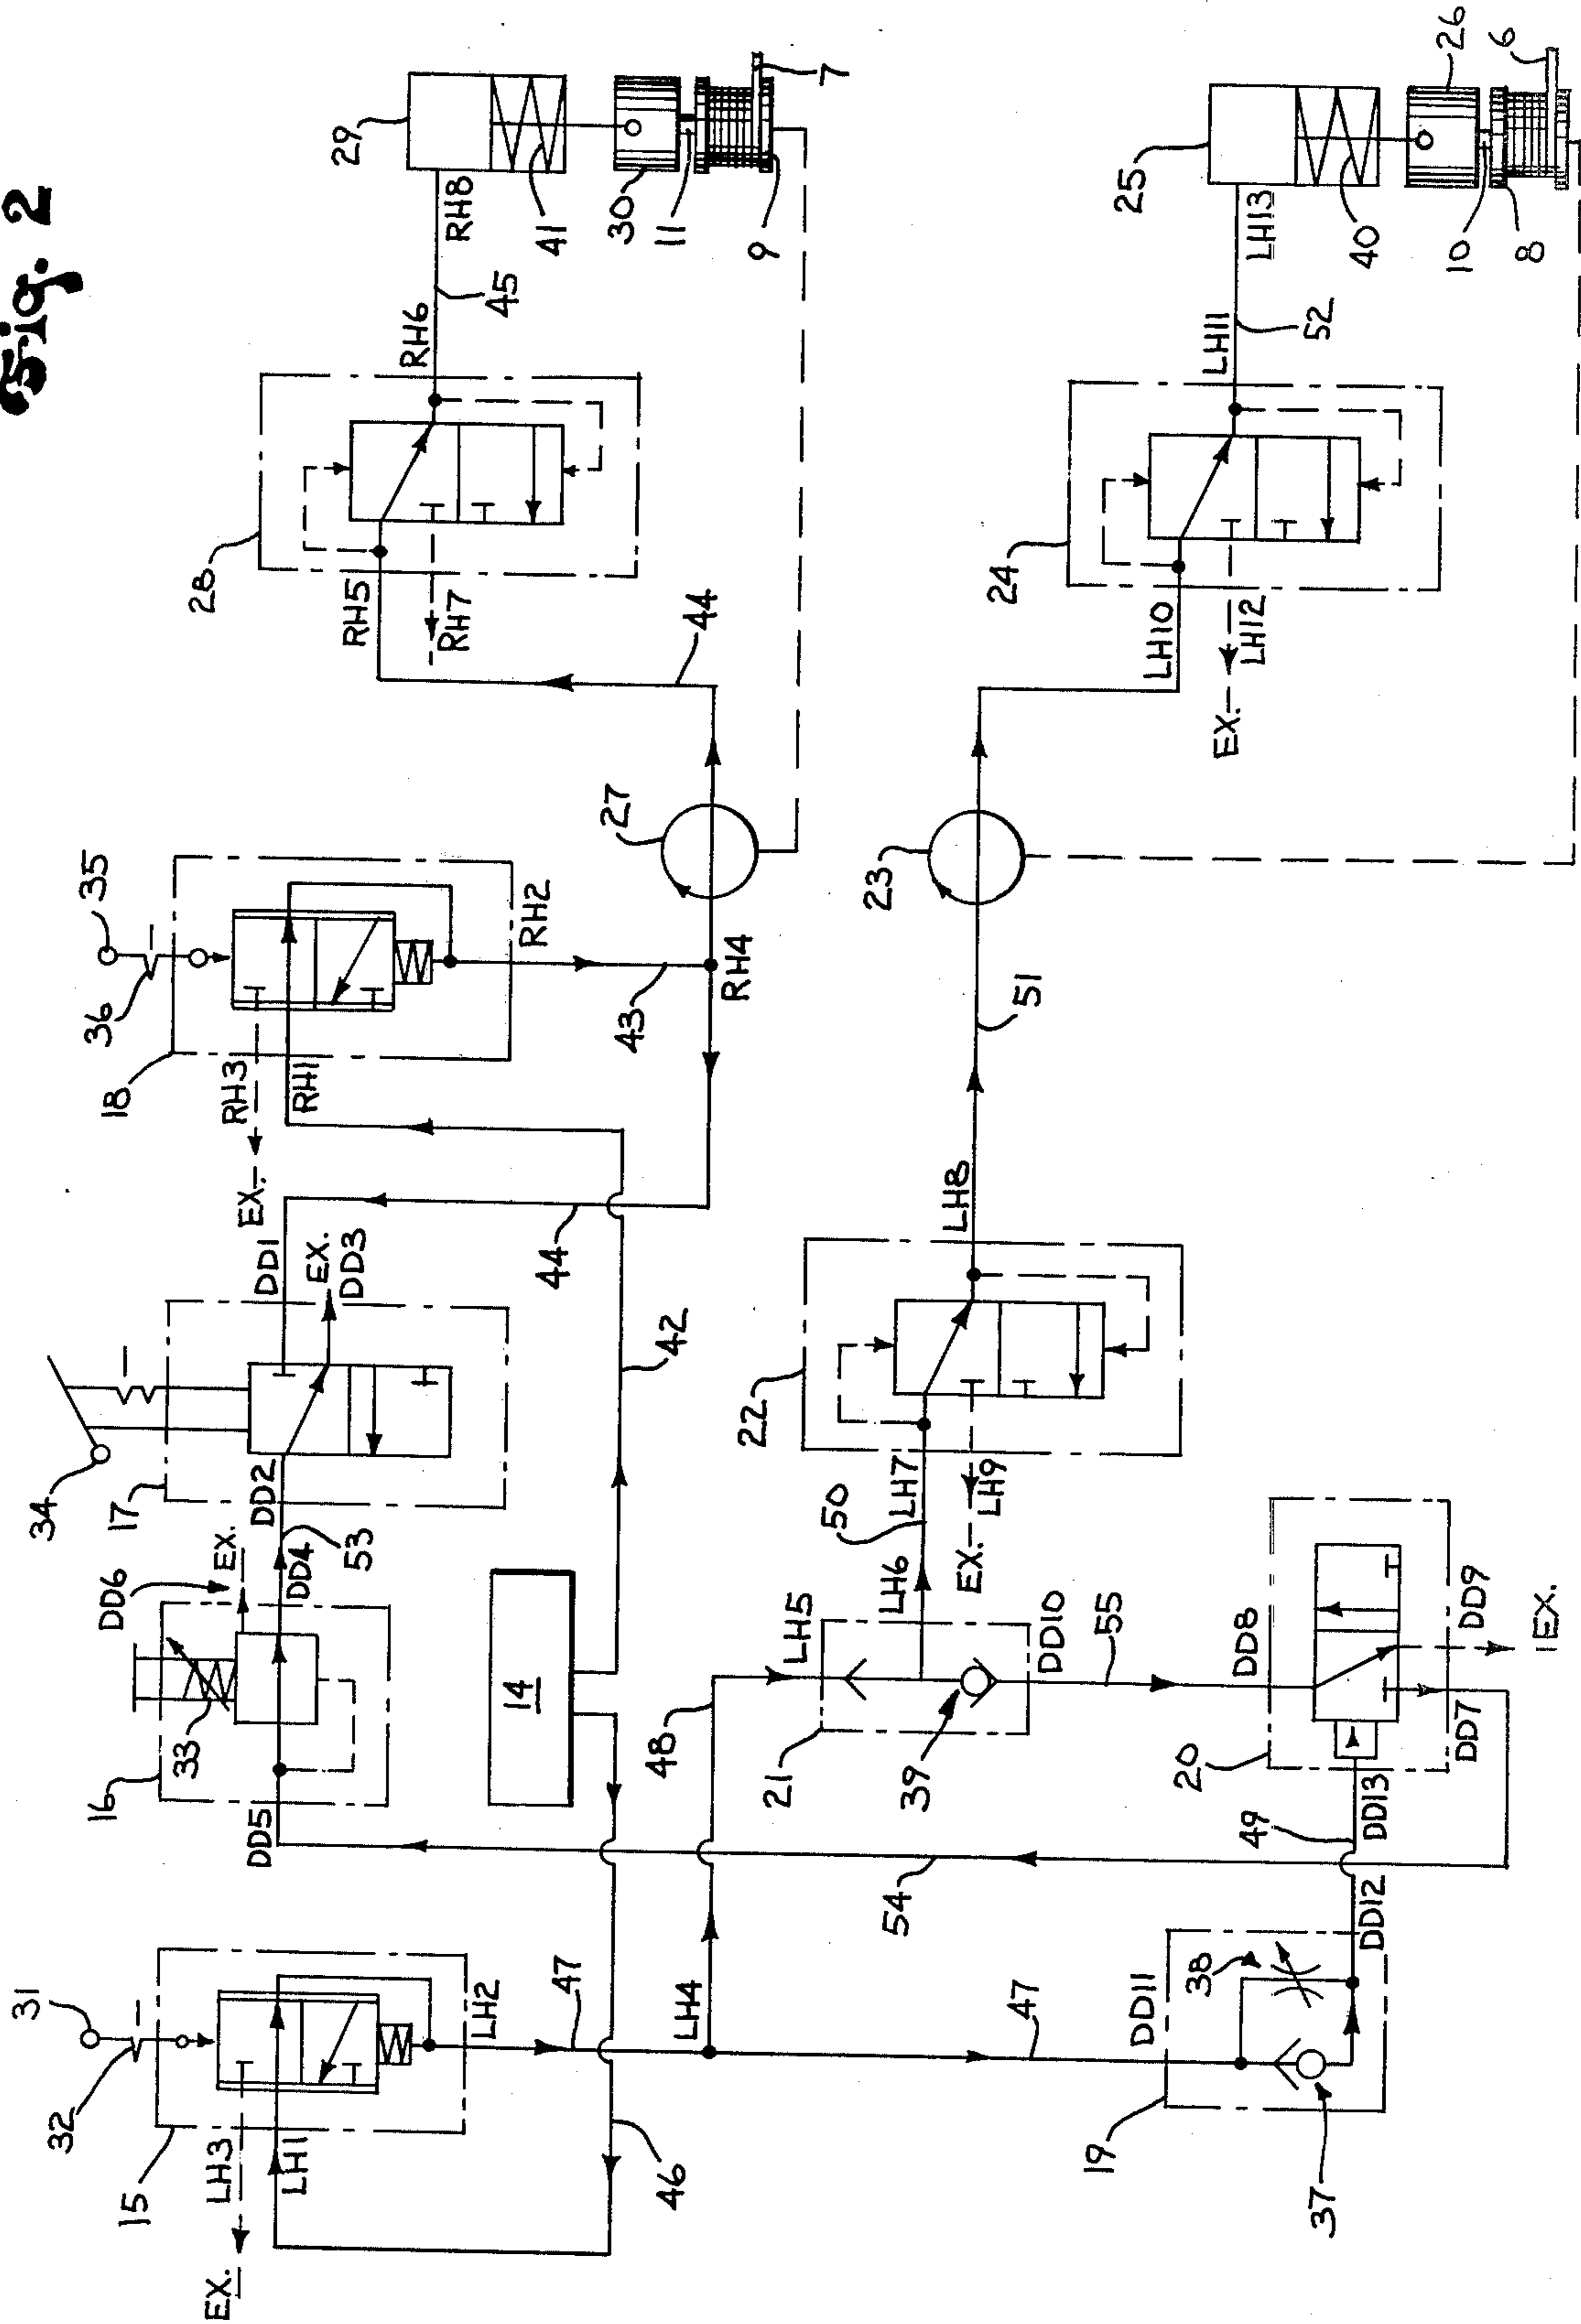 Fig. 2
31
32
15
LH3
LH1
EX.
LH2
47
46
LH4
47
DD11
19
37
38
DD12
49
DD13
54
48
DD5
16
33
DD6
EX.
DD4
53
14
42
34
17
DD2
DD1
EX.
DD3
44
35
36
18
RH3
RH1
EX.
RH2
43
RH4
27
44
28
RH5
RH7
RH6
45
RH8
29
41
30
11
9
7
LH5
21
39
LH6
DD10
55
50
LH7
EX.
LH9
22
LH8
51
23
24
LH10
EX.
LH12
LH11
52
LH13
25
40
10
8
26
6
20
DD8
DD7
DD9
EX.